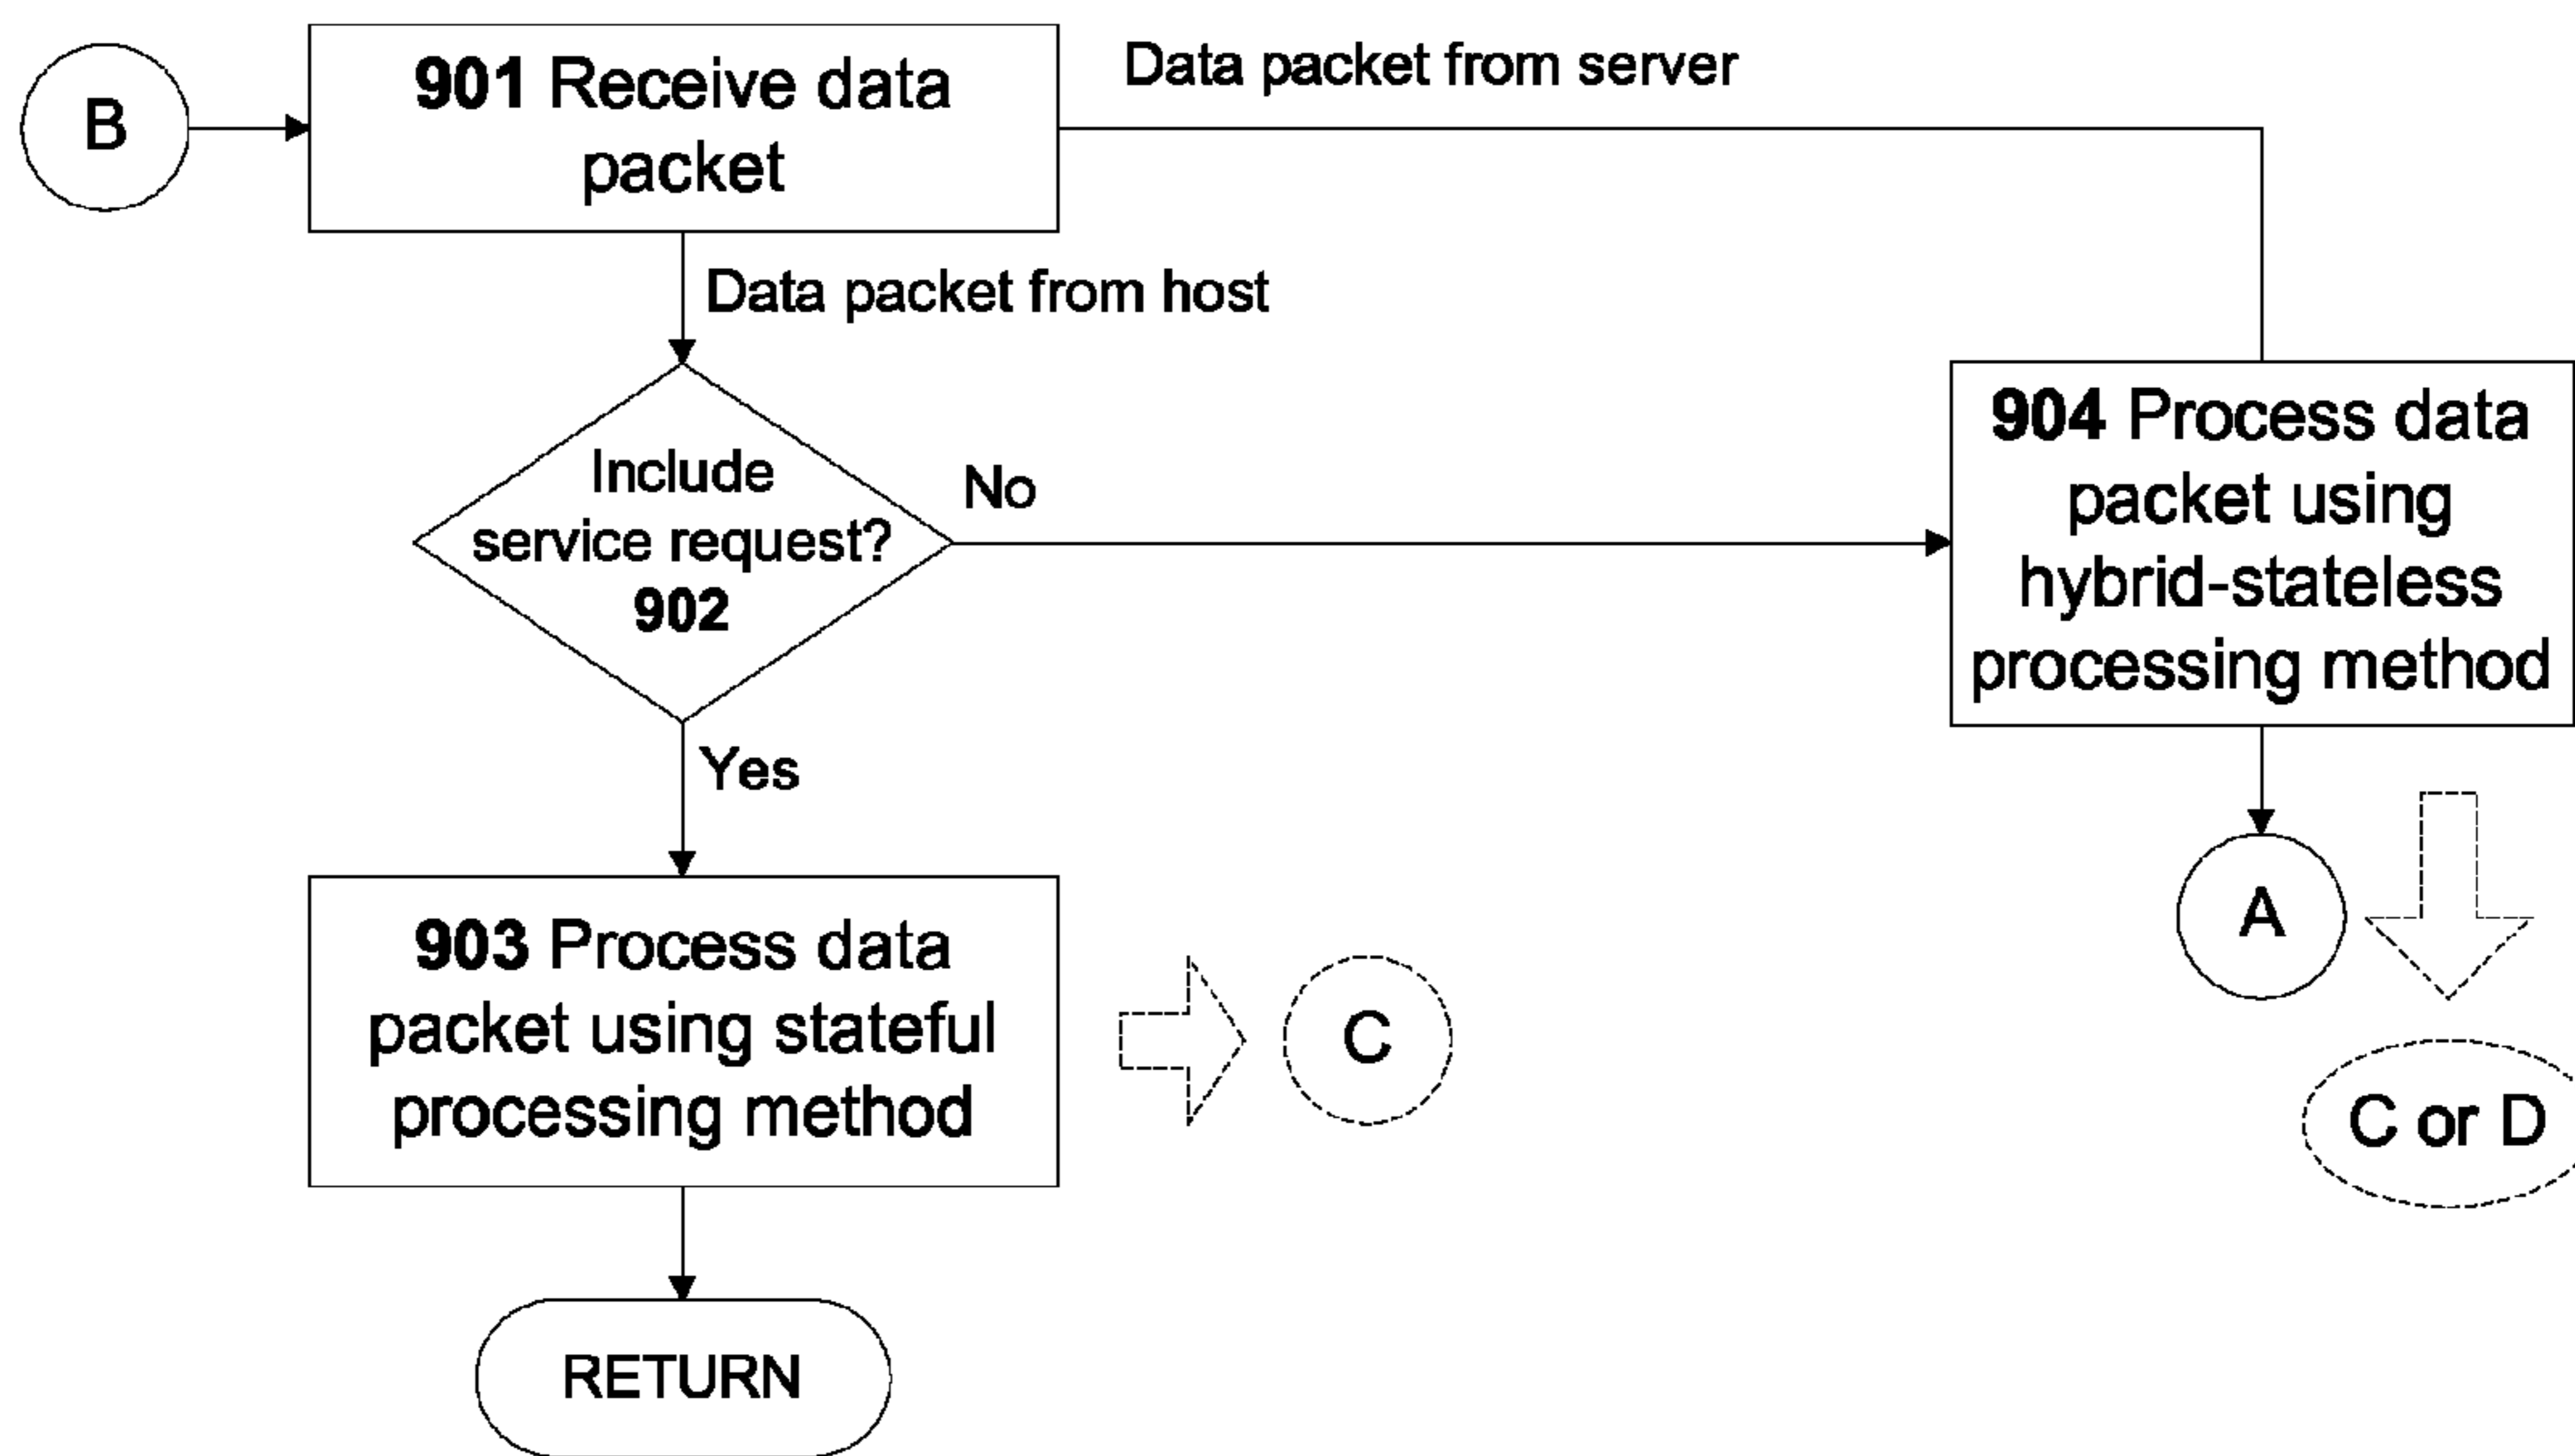 B
901 Receive data
packet
Data packet from server
Data packet from host
Include
service request?
902
No
904 Process data
packet using
hybrid-stateless
processing method
Yes
903 Process data
packet using stateful
processing method
C
A
C or D
RETURN